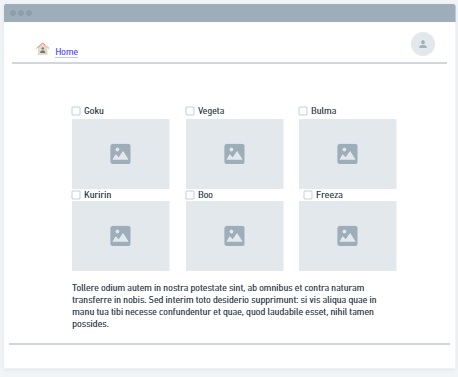 Home
Goku Vegeta Bulma
Kuririn Boo Freeza
Tollere odium autem in nostra potestate sint, ab omnibus et contra naturam
transferre in nobis. Sed interim toto desiderio supprimunt: si vis aliqua quae in
manu tua tibi necesse confundentur et quae, quod laudabile esset, nihil tamen
possides.